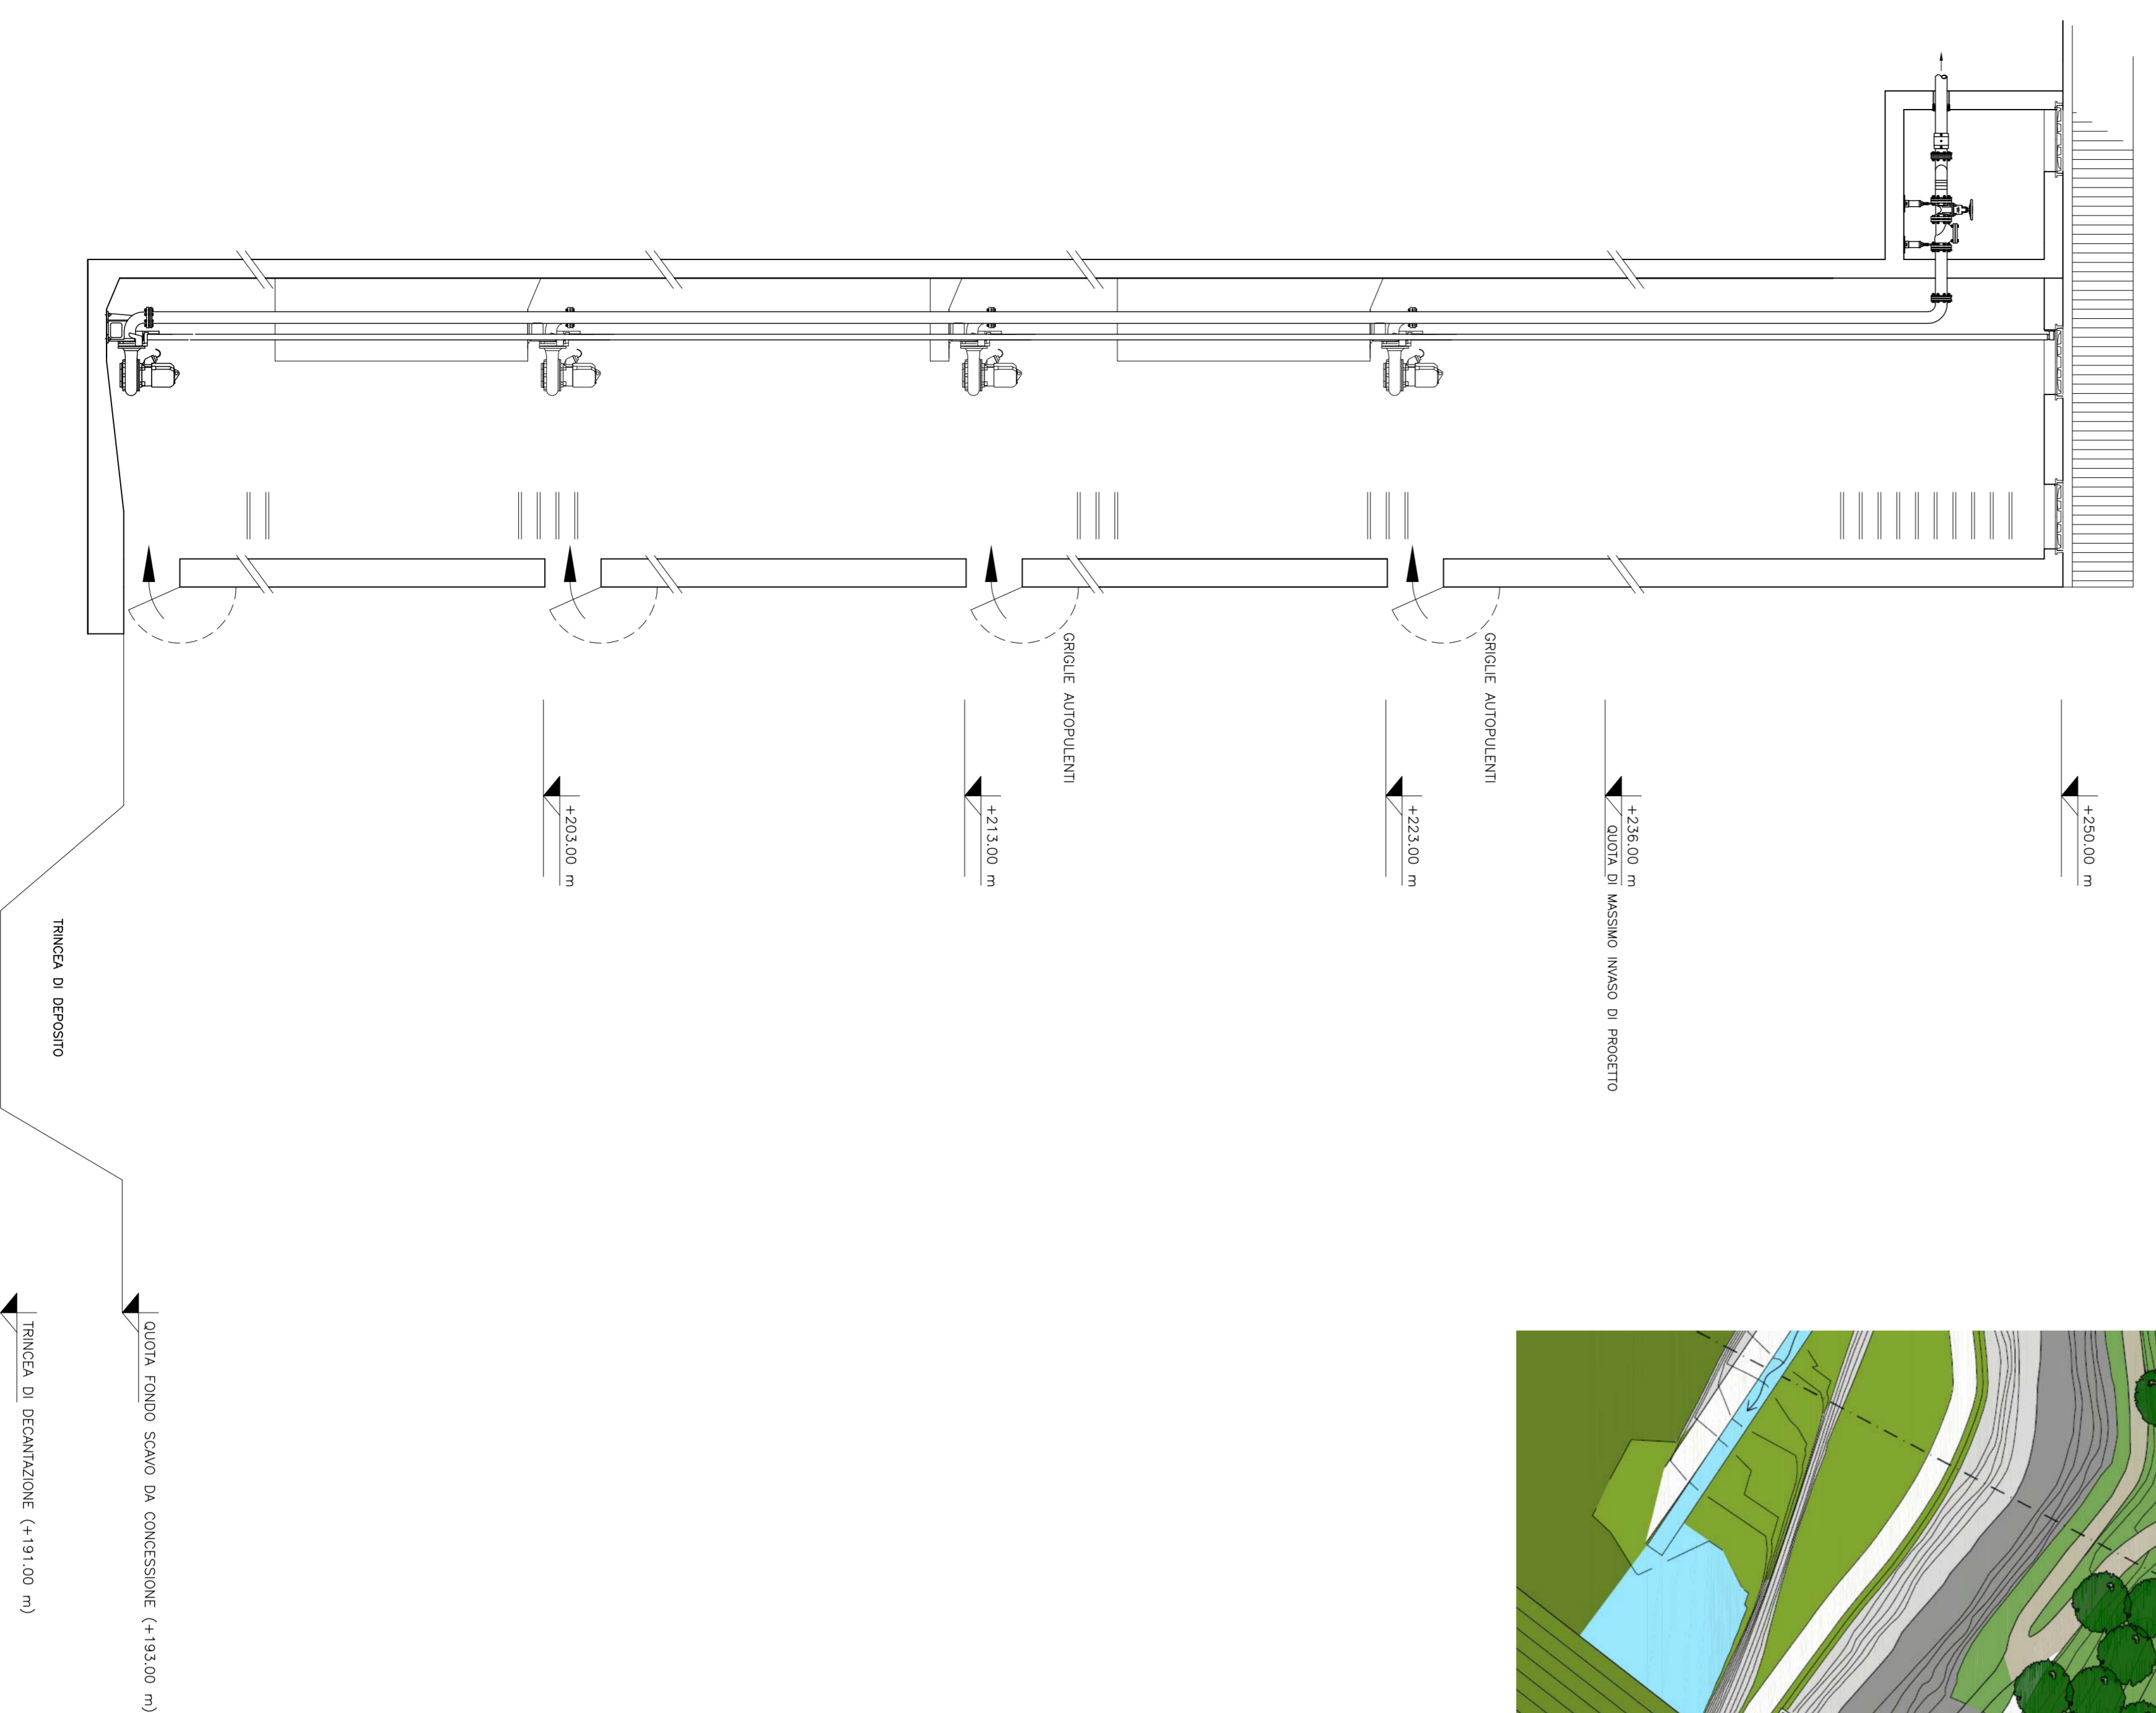 +250.00 m
+236.00 m
QUOTA DI MASSIMO INVASO DI PROGETTO
GRIGLIE AUTOPULENTI
+223.00 m
GRIGLIE AUTOPULENTI
+213.00 m
+203.00 m
QUOTA FONDO SCAVO DA CONCESSIONE (+193.00 m)
TRINCEA DI DEPOSITO
TRINCEA DI DECANTAZIONE (+191.00 m)